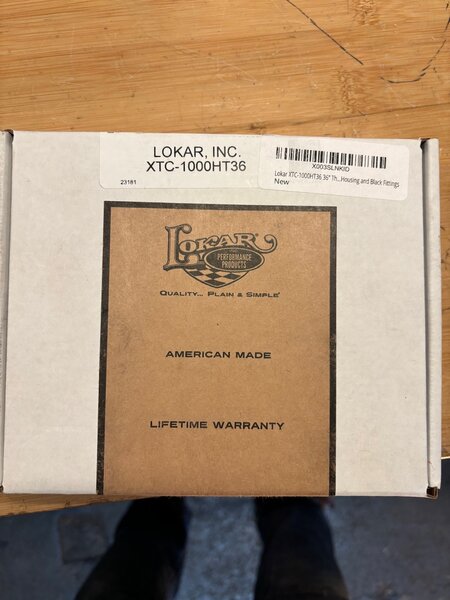 LOKAR, INC.
XTC-1000HT36
23181
X003SLNKID
Lokar XTC-1000HT36 36" Th...Housing and Black Fittings
New
LOKAR
PERFORMANCE
PRODUCTS
QUALITY... PLAIN & SIMPLE
AMERICAN MADE
LIFETIME WARRANTY